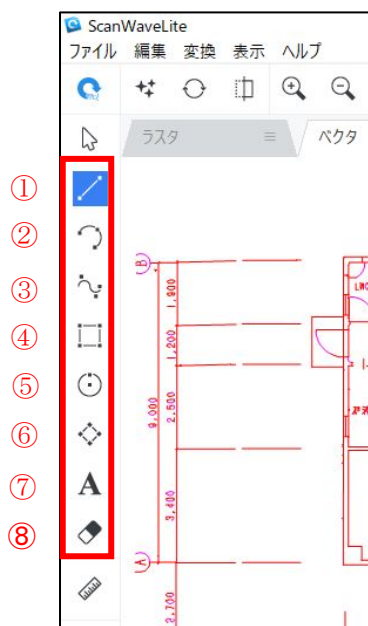 ScanWaveLite
ファイル 編集 変換 表示 ヘルプ
ラスタ ベクタ
①
②
③
④
⑤
⑥
⑦
A
⑧
B
1,900
1,200
2,500
9,000
3,400
A
2,700